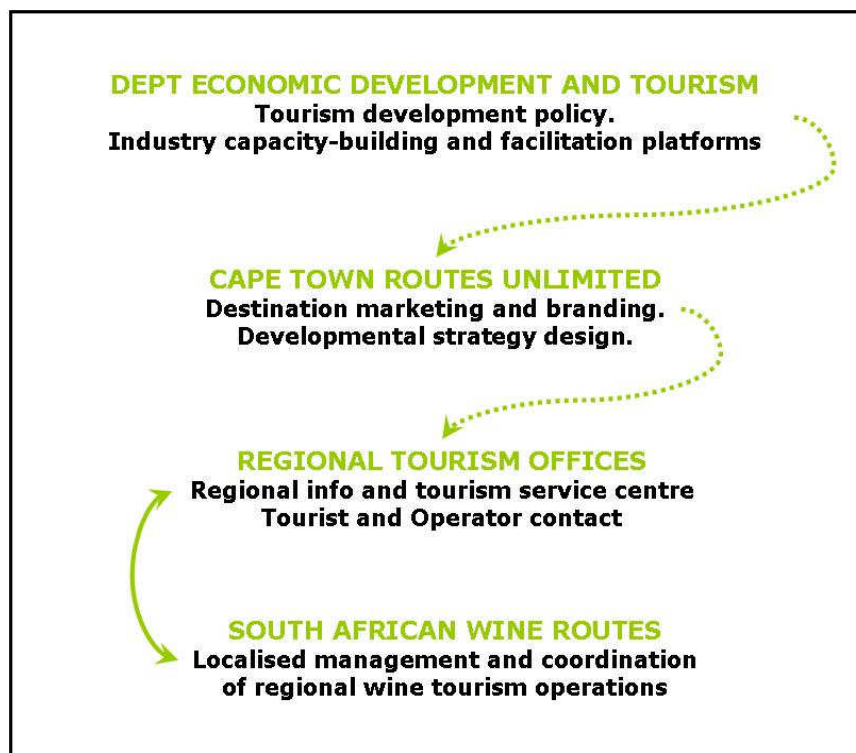 DEPT ECONOMIC DEVELOPMENT AND TOURISM
Tourism development policy.
Industry capacity-building and facilitation platforms
CAPE TOWN ROUTES UNLIMITED
Destination marketing and branding.
Developmental strategy design.
REGIONAL TOURISM OFFICES
Regional info and tourism service centre
Tourist and Operator contact
SOUTH AFRICAN WINE ROUTES
Localised management and coordination
of regional wine tourism operations